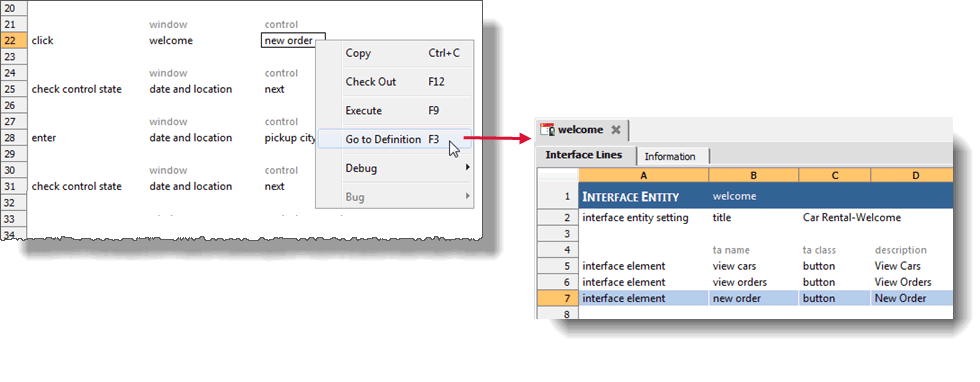 20
21 window control
22 click welcome new order
23
24 window control
25 check control state date and location next
26
27 window control
28 enter date and location pickup city
29
30 window control
31 check control state date and location next
32
33
34
Copy Ctrl+C
Check Out F12
Execute F9
Go to Definition F3
Debug
Bug
welcome
Interface Lines Information
A B C D
1 INTERFACE ENTITY welcome
2 interface entity setting title Car Rental-Welcome
3
4 ta name ta class description
5 interface element view cars button View Cars
6 interface element view orders button View Orders
7 interface element new order button New Order
8